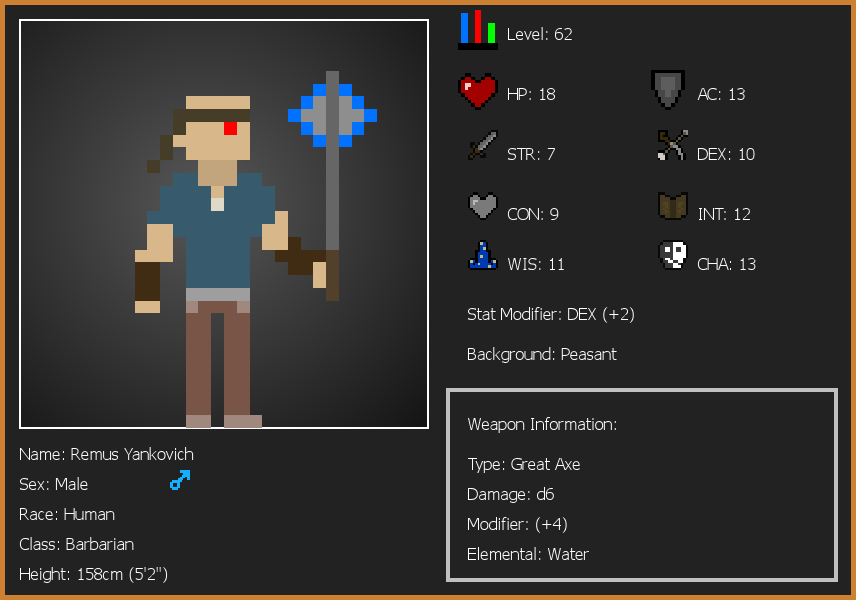 Level: 62
HP: 18
AC: 13
STR: 7
DEX: 10
CON: 9
INT: 12
WIS: 11
CHA: 13
Stat Modifier: DEX (+2)
Background: Peasant
Weapon Information:
Type: Great Axe
Damage: d6
Modifier: (+4)
Elemental: Water
Name: Remus Yankovich
Sex: Male
Race: Human
Class: Barbarian
Height: 158cm (5'2")